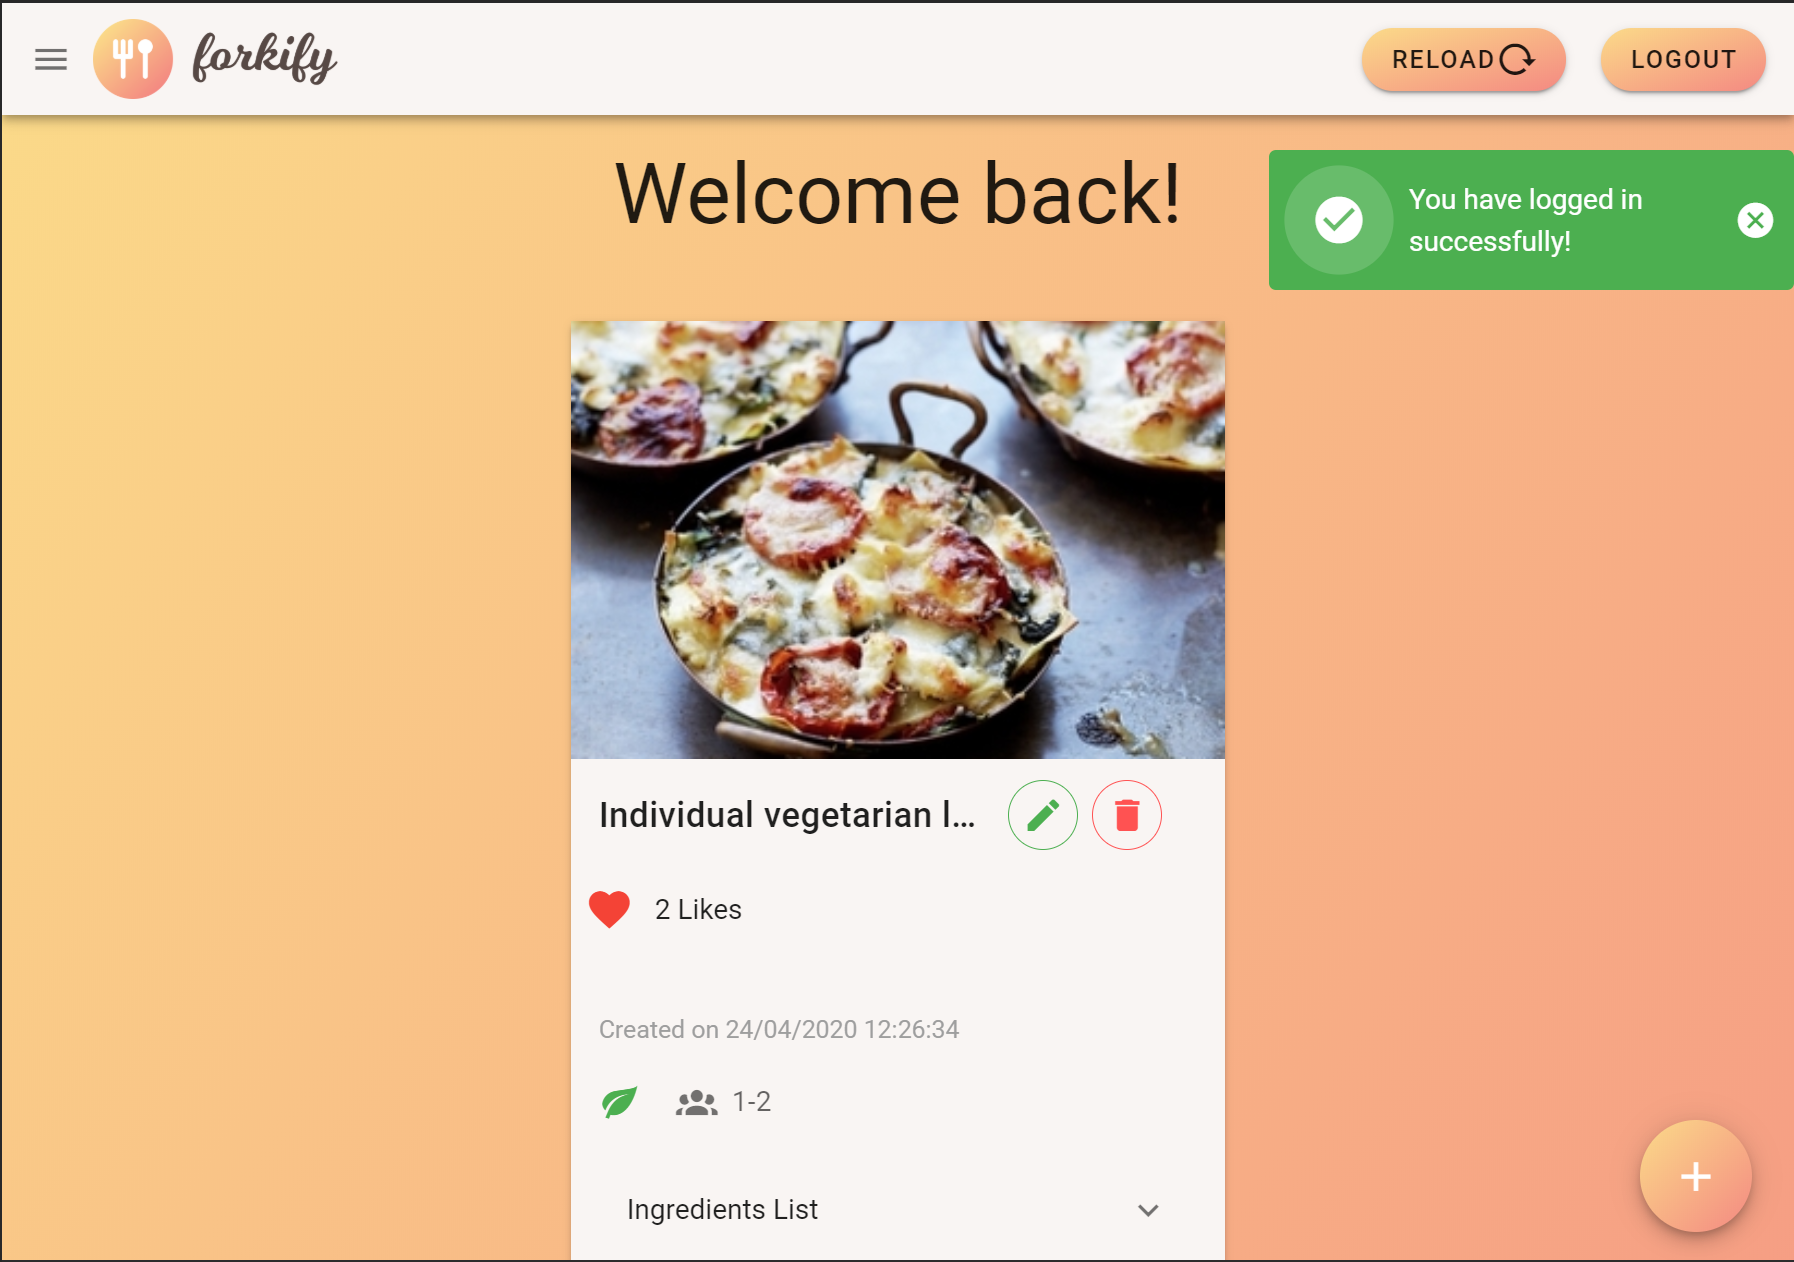 forkify
RELOAD
LOGOUT
Welcome back!
You have logged in
successfully!
Individual vegetarian l...
2 Likes
Created on 24/04/2020 12:26:34
1-2
Ingredients List